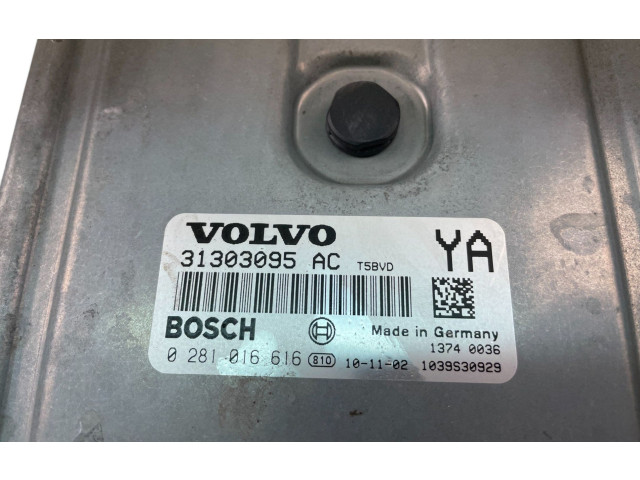 VOLVO
31303095 AC T5BVD
YA
BOSCH
Made in Germany
1374 0036
0 281 016 616 810 10-11-02 1039S30929